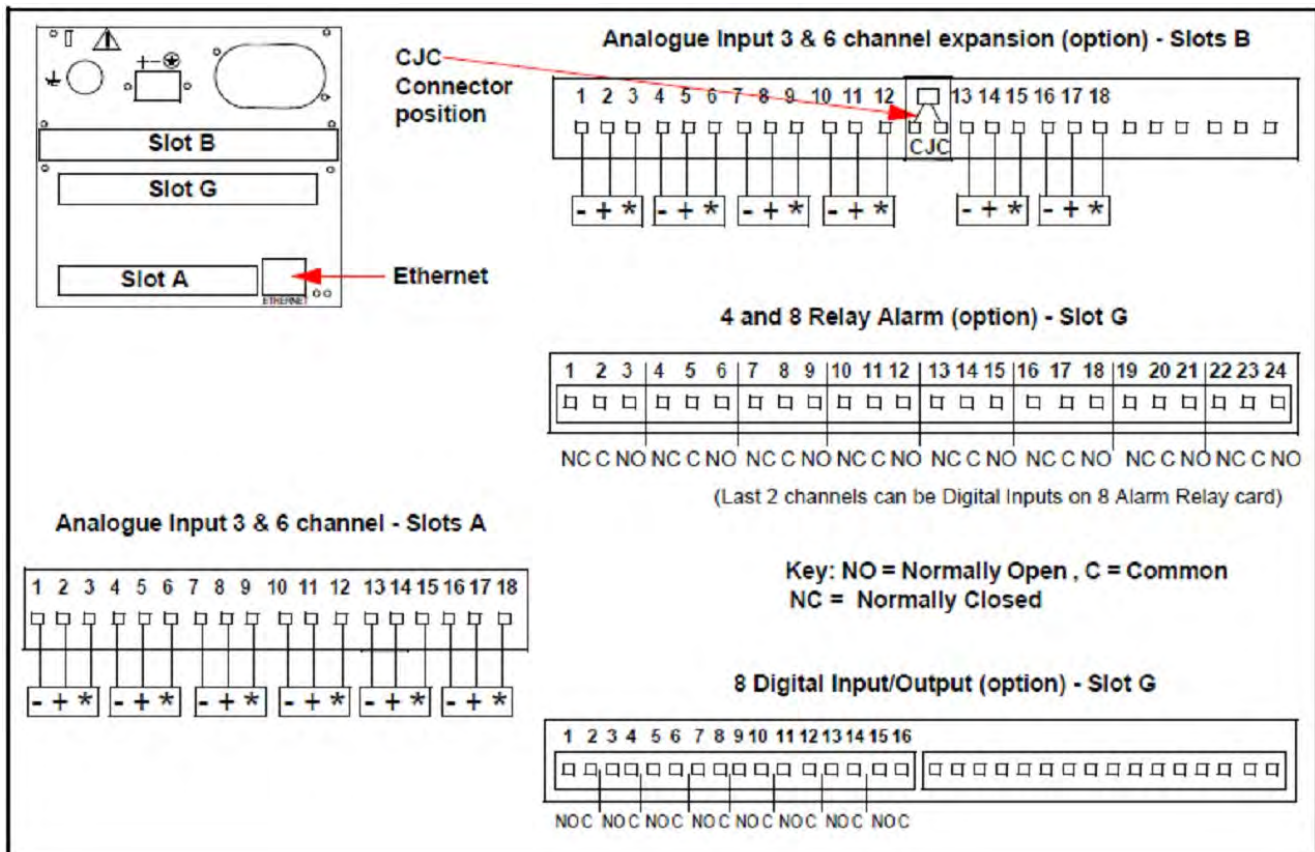 + -
Slot B
Slot G
Slot A
ETHERNET
CJC
Connector
position
Ethernet
Analogue Input 3 & 6 channel expansion (option) - Slots B
1 2 3 4 5 6 7 8 9 10 11 12 13 14 15 16 17 18
CJC
- + * - + * - + * - + * - + * - + *
4 and 8 Relay Alarm (option) - Slot G
1 2 3 4 5 6 7 8 9 10 11 12 13 14 15 16 17 18 19 20 21 22 23 24
NC C NO NC C NO NC C NO NC C NO NC C NO NC C NO NC C NO NC C NO
(Last 2 channels can be Digital Inputs on 8 Alarm Relay card)
Analogue Input 3 & 6 channel - Slots A
1 2 3 4 5 6 7 8 9 10 11 12 13 14 15 16 17 18
- + * - + * - + * - + * - + * - + *
Key: NO = Normally Open , C = Common
NC = Normally Closed
8 Digital Input/Output (option) - Slot G
1 2 3 4 5 6 7 8 9 10 11 12 13 14 15 16
NO C NO C NO C NO C NO C NO C NO C NO C